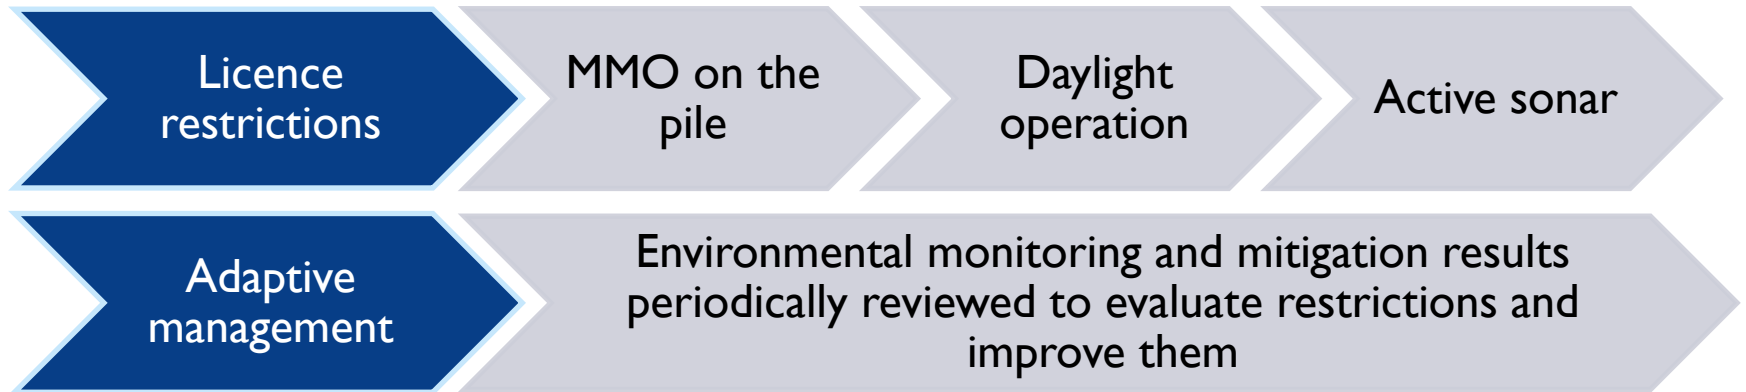 Licence
restrictions
MMO on the
pile
Daylight
operation
Active sonar
Adaptive
management
Environmental monitoring and mitigation results
periodically reviewed to evaluate restrictions and
improve them